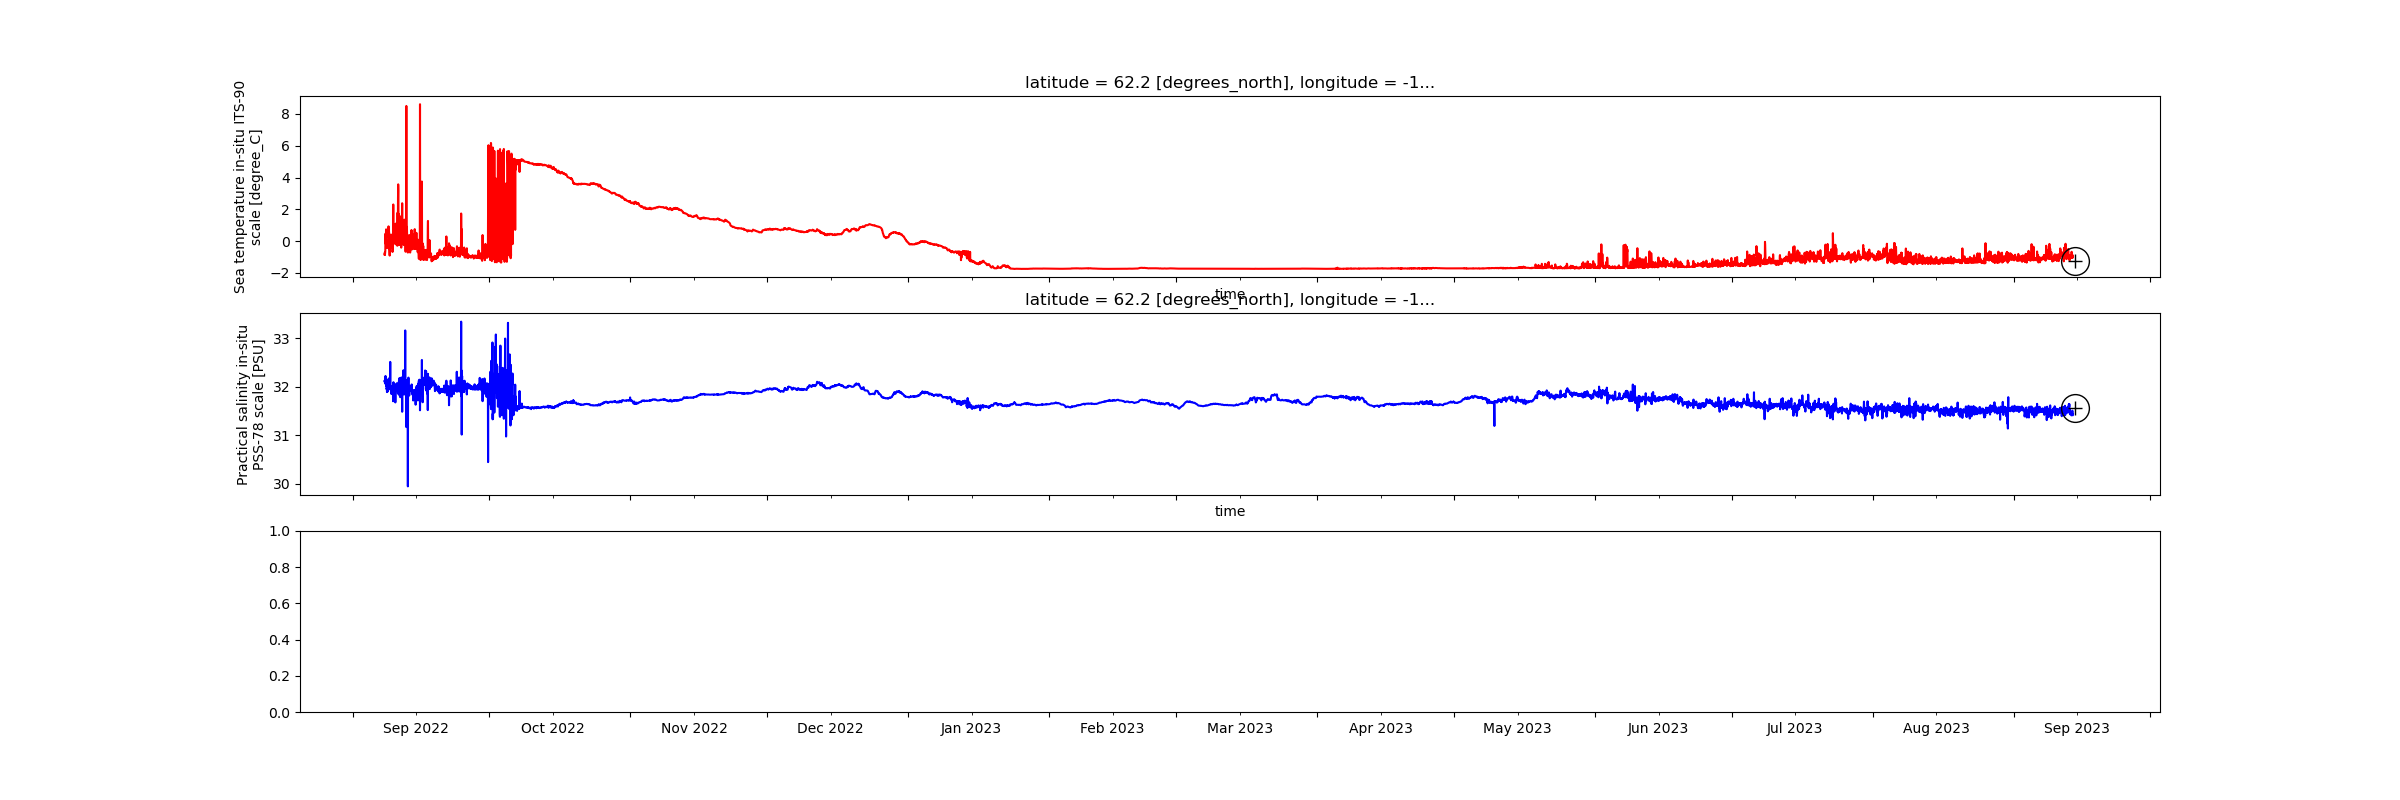 latitude = 62.2 [degrees_north], longitude = -1...
Sea temperature in-situ ITS-90
scale [degree_C]
8
6
4
2
0
−2
time
latitude = 62.2 [degrees_north], longitude = -1...
Practical salinity in-situ
PSS-78 scale [PSU]
33
32
31
30
time
1.0
0.8
0.6
0.4
0.2
0.0
Sep 2022 Oct 2022 Nov 2022 Dec 2022 Jan 2023 Feb 2023 Mar 2023 Apr 2023 May 2023 Jun 2023 Jul 2023 Aug 2023 Sep 2023